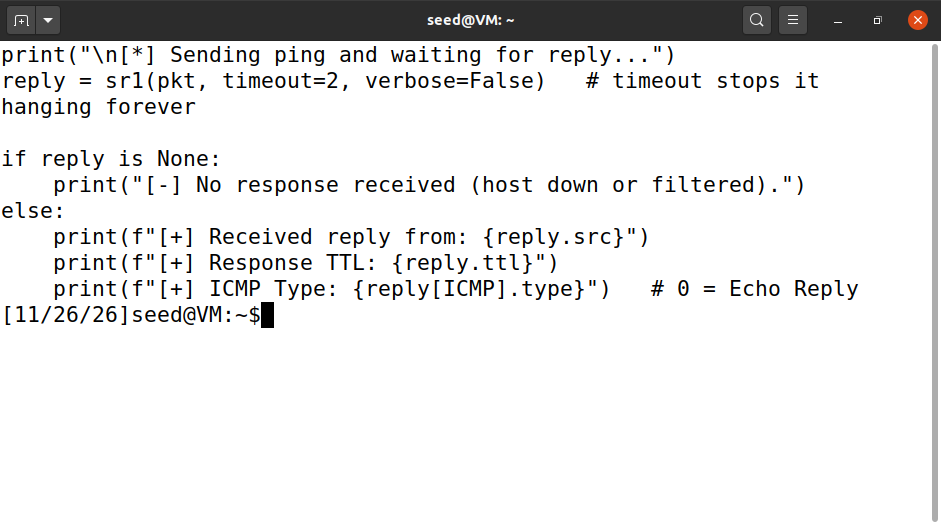 seed@VM: ~
print("\n[*] Sending ping and waiting for reply...")
reply = sr1(pkt, timeout=2, verbose=False)   # timeout stops it
hanging forever

if reply is None:
    print("[-] No response received (host down or filtered).")
else:
    print(f"[+] Received reply from: {reply.src}")
    print(f"[+] Response TTL: {reply.ttl}")
    print(f"[+] ICMP Type: {reply[ICMP].type}")   # 0 = Echo Reply
[11/26/26]seed@VM:~$